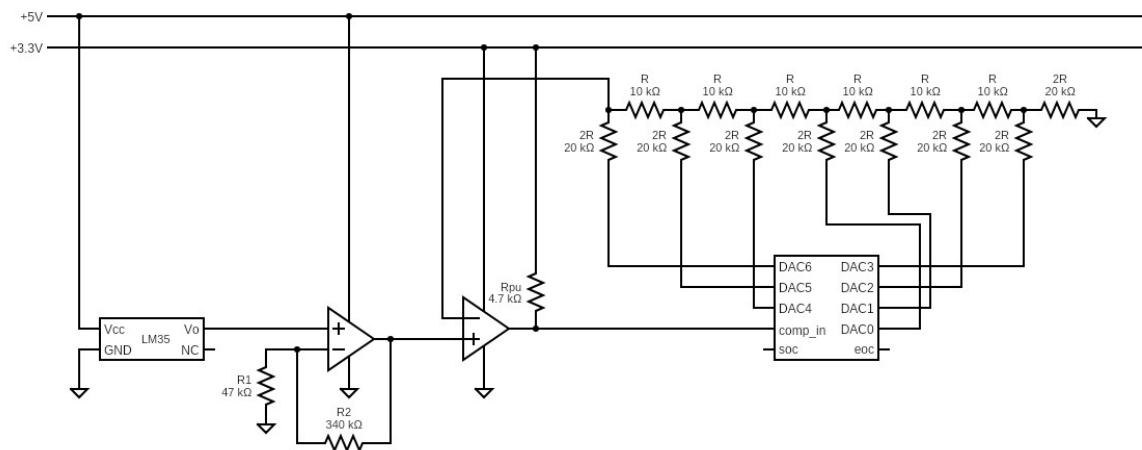 +5V
+3.3V
R
10 kΩ
R
10 kΩ
R
10 kΩ
R
10 kΩ
R
10 kΩ
R
10 kΩ
2R
20 kΩ
2R
20 kΩ
2R
20 kΩ
2R
20 kΩ
2R
20 kΩ
2R
20 kΩ
2R
20 kΩ
2R
20 kΩ
DAC6 DAC3
DAC5 DAC2
DAC4 DAC1
comp_in DAC0
soc eoc
Rpu
4.7 kΩ
Vcc Vo
LM35
GND NC
R1
47 kΩ
R2
340 kΩ